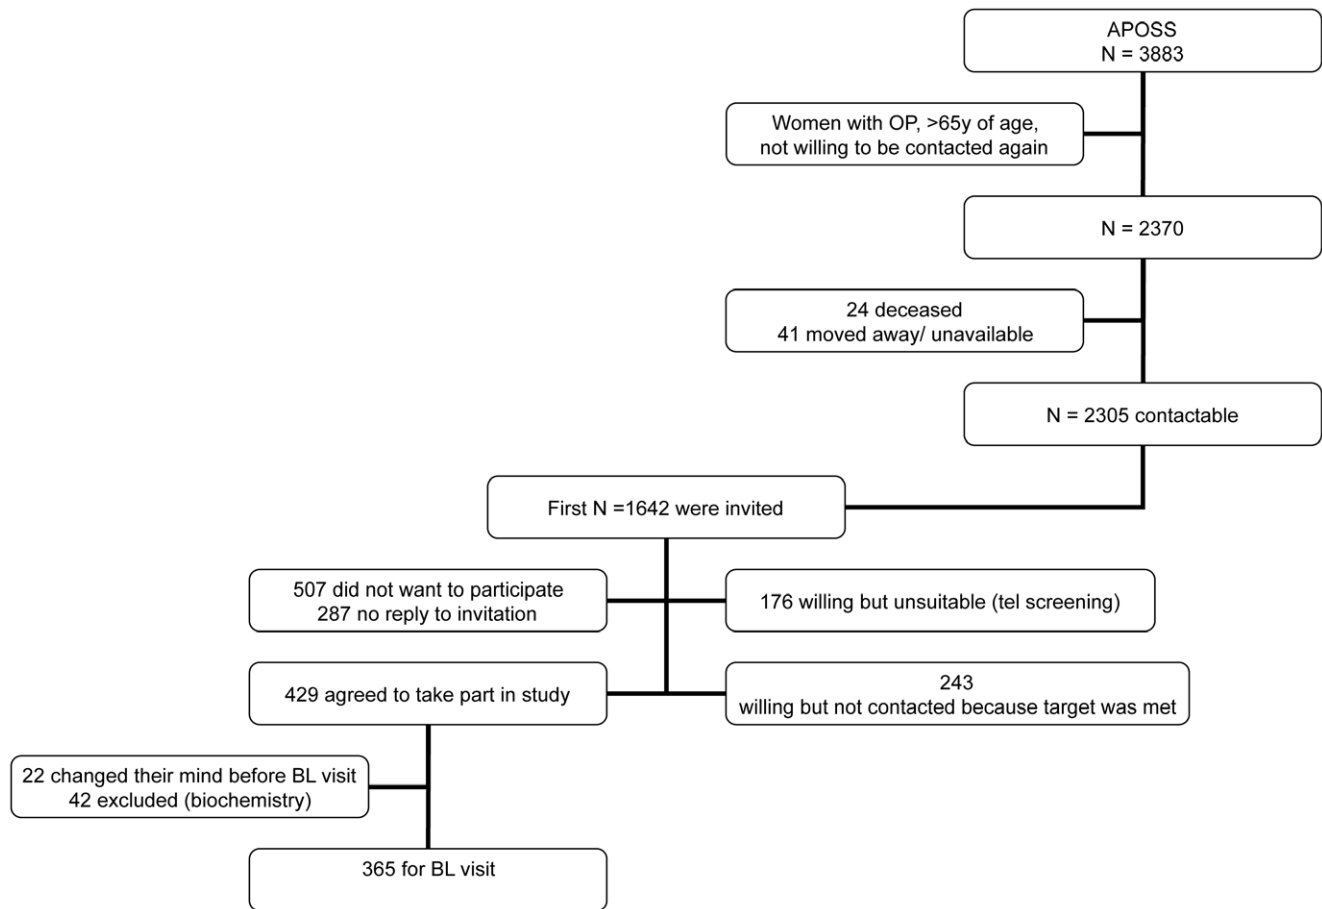 APOSS
N = 3883
Women with OP, >65y of age,
not willing to be contacted again
N = 2370
24 deceased
41 moved away/ unavailable
N = 2305 contactable
First N =1642 were invited
507 did not want to participate
287 no reply to invitation
176 willing but unsuitable (tel screening)
429 agreed to take part in study
243
willing but not contacted because target was met
22 changed their mind before BL visit
42 excluded (biochemistry)
365 for BL visit